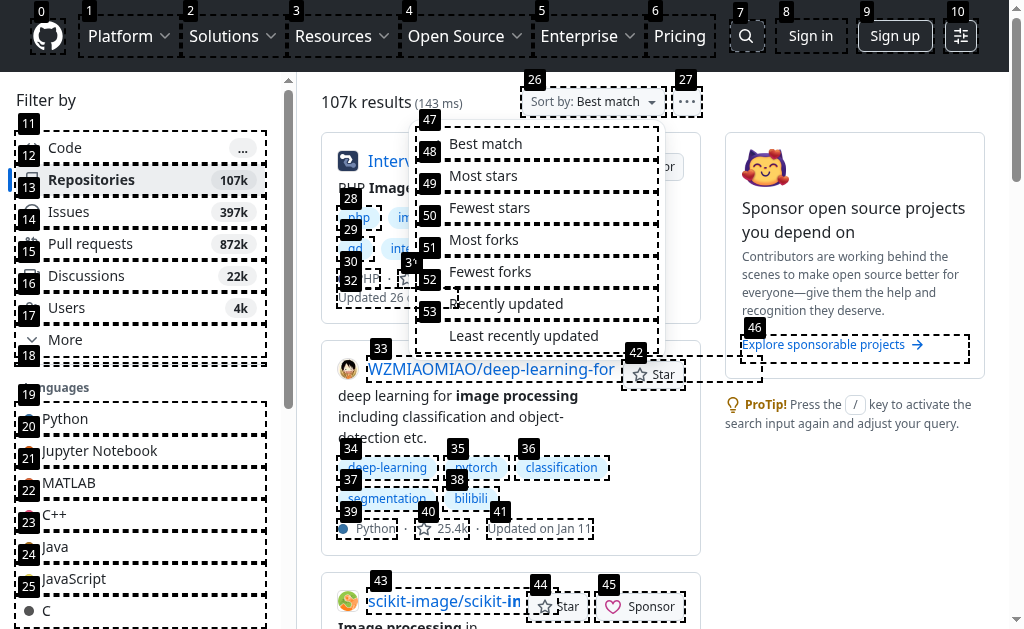 0 1 2 3 4 5 6 7 8 9 10
Platform Solutions Resources Open Source Enterprise Pricing Sign in Sign up
Filter by
11
Code ...
12
Repositories 107k
13
Issues 397k
14
Pull requests 872k
15
Discussions 22k
16
Users 4k
17
More
18
nguages
19
Python
20
Jupyter Notebook
21
MATLAB
22
C++
23
Java
24
JavaScript
25
C
107k results (143 ms)
26
Sort by: Best match
27
...
47
Best match
48
Most stars
49
Fewest stars
50
Most forks
51
Fewest forks
52
Recently updated
53
Least recently updated
Interv
or
PHP Image
28
php im
29
gd inte
30 31
HP ·
32
Updated 26
33
WZMIAOMIAO/deep-learning-for
42
Star
deep learning for image processing
including classification and object-
detection etc.
34 35 36
deep-learning pytorch classification
37 38
segmentation bilibili
39 40 41
Python · 25.4k · Updated on Jan 11
43
scikit-image/scikit-im
44 45
Star Sponsor
Image processing in
Sponsor open source projects
you depend on
Contributors are working behind the
scenes to make open source better for
everyone—give them the help and
recognition they deserve.
46
Explore sponsorable projects →
ProTip! Press the / key to activate the
search input again and adjust your query.